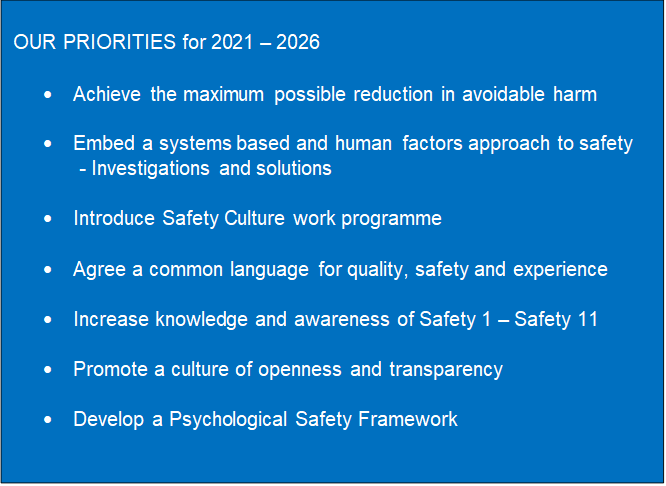 OUR PRIORITIES for 2021 – 2026
• Achieve the maximum possible reduction in avoidable harm
• Embed a systems based and human factors approach to safety
- Investigations and solutions
• Introduce Safety Culture work programme
• Agree a common language for quality, safety and experience
• Increase knowledge and awareness of Safety 1 – Safety 11
• Promote a culture of openness and transparency
• Develop a Psychological Safety Framework